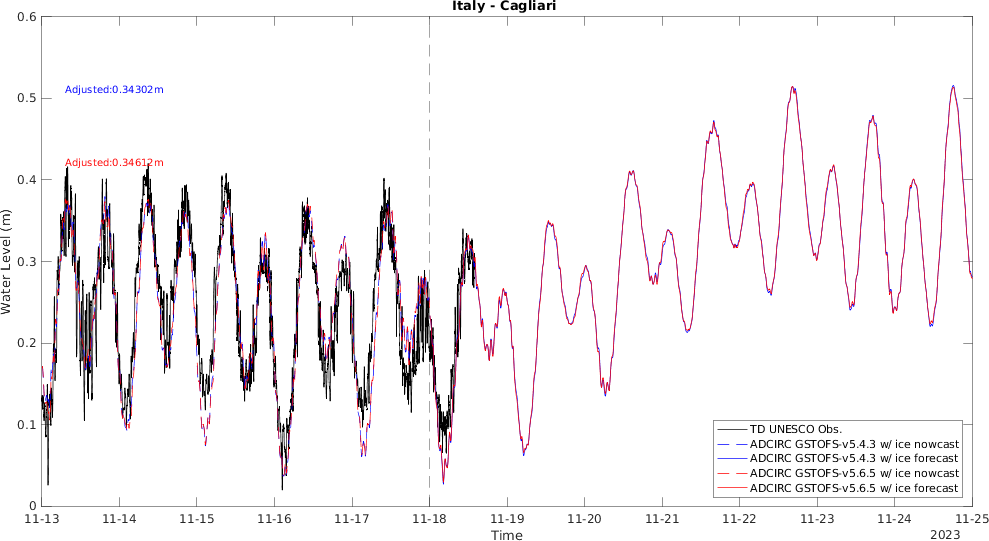 Italy - Cagliari
0.6
0.5
0.4
0.3
0.2
0.1
0
Water Level (m)
Adjusted:0.34302m
Adjusted:0.34612m
TD UNESCO Obs.
ADCIRC GSTOFS-v5.4.3 w/ ice nowcast
ADCIRC GSTOFS-v5.4.3 w/ ice forecast
ADCIRC GSTOFS-v5.6.5 w/ ice nowcast
ADCIRC GSTOFS-v5.6.5 w/ ice forecast
11-13 11-14 11-15 11-16 11-17 11-18 11-19 11-20 11-21 11-22 11-23 11-24 11-25
Time
2023